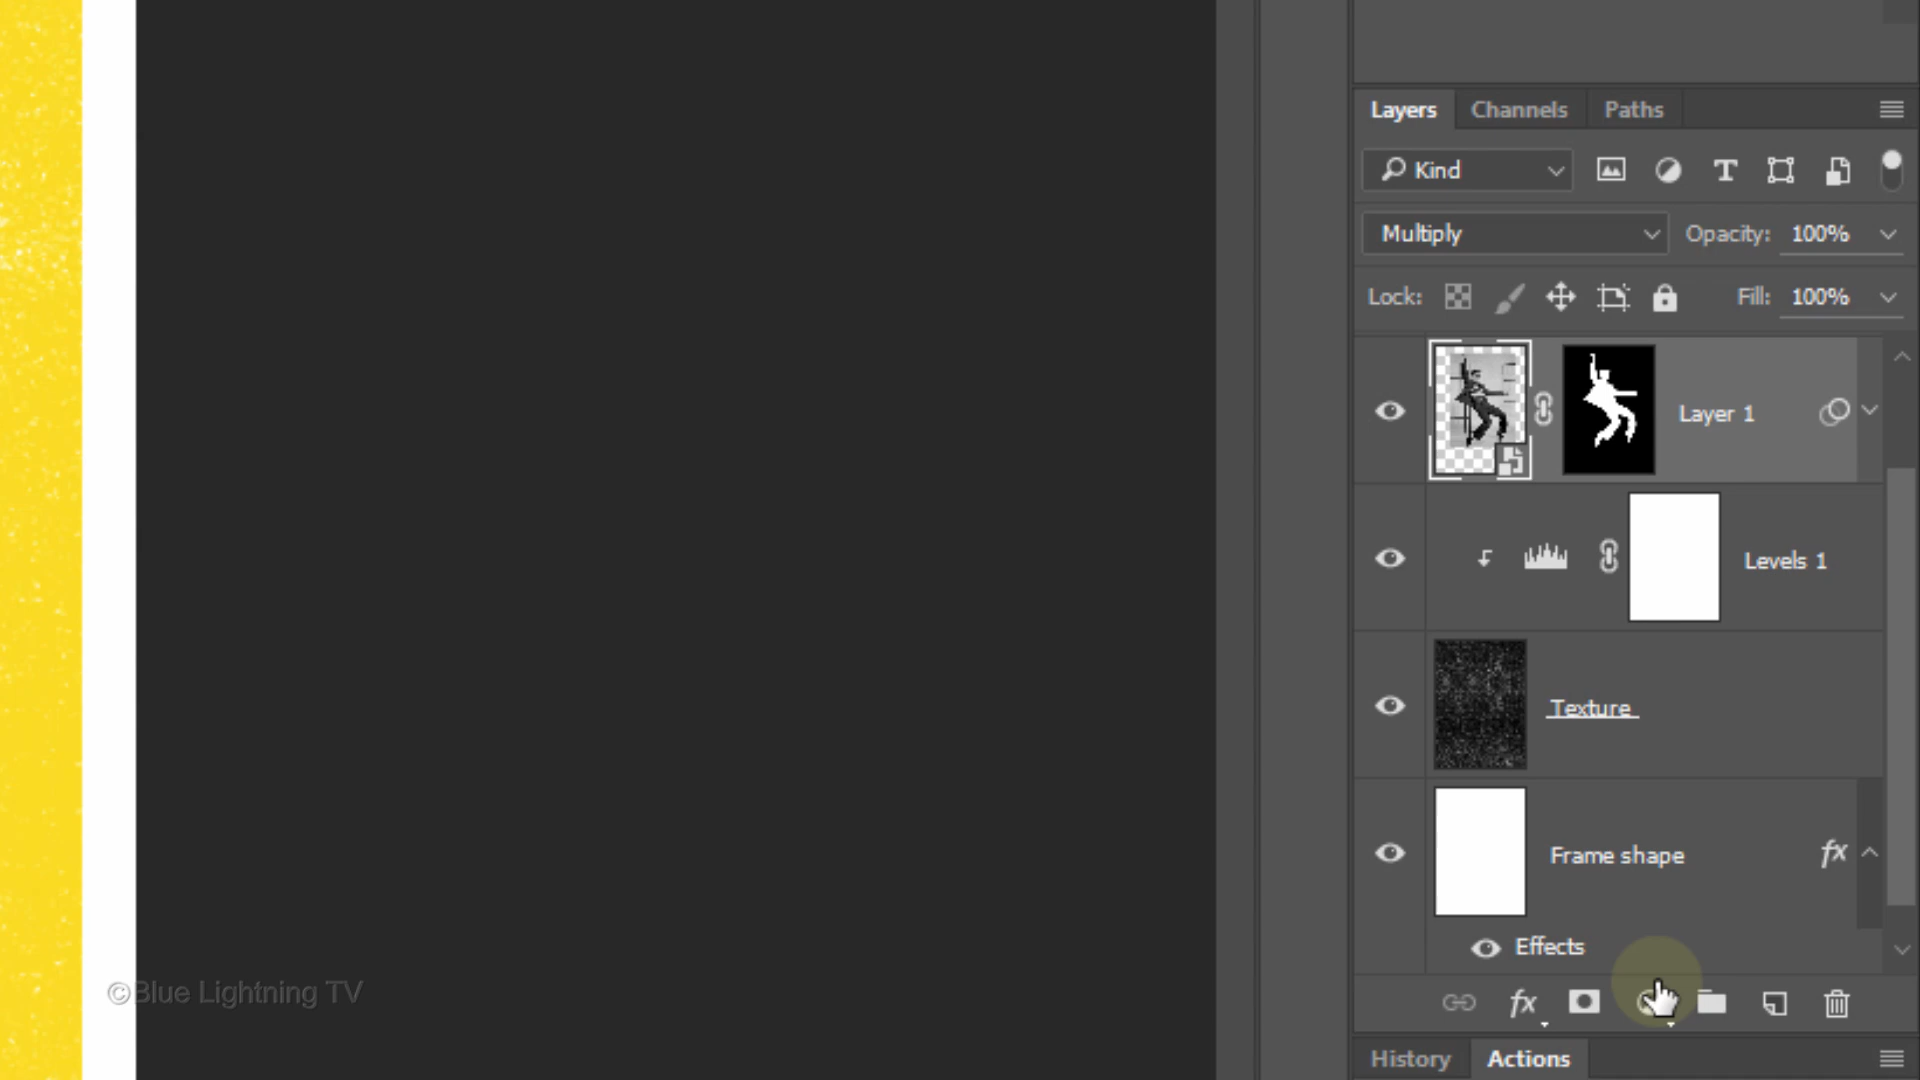 Layers Channels Paths
Kind
Multiply Opacity: 100%
Lock: Fill: 100%
Layer 1
Levels 1
Texture
Frame shape fx
Effects
©Blue Lightning TV
fx
History Actions